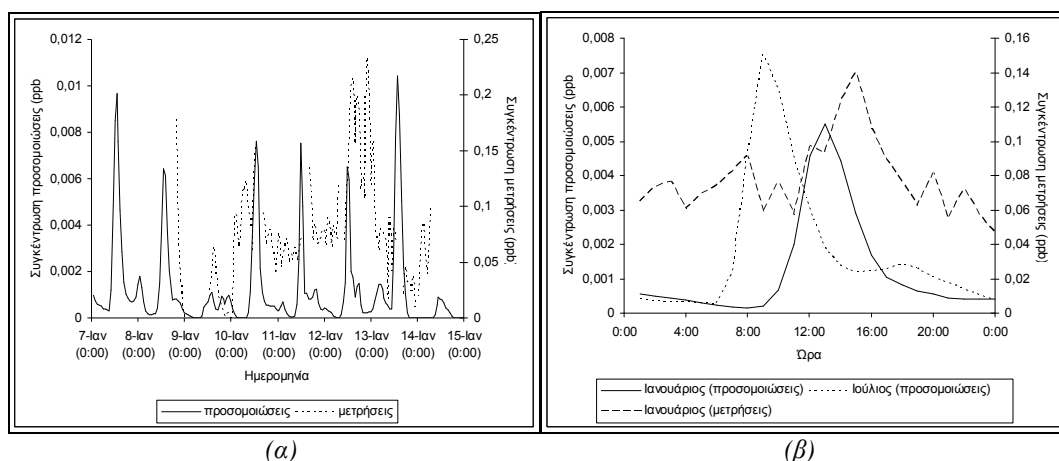 0,012
0,01
0,008
0,006
0,004
0,002
0
Συγκέντρωση προσομοιώσεις (ppb
0,25
0,2
0,15
0,1
0,05
0
Συγκέντρωση μετρήσεις (ppb)
7-Ιαν 8-Ιαν 9-Ιαν 10-Ιαν 11-Ιαν 12-Ιαν 13-Ιαν 14-Ιαν 15-Ιαν
(0:00) (0:00) (0:00) (0:00) (0:00) (0:00) (0:00) (0:00) (0:00)
Ημερομηνία
προσομοιώσεις μετρήσεις
(α)
0,008
0,007
0,006
0,005
0,004
0,003
0,002
0,001
0
Συγκέντρωση προσομοιώσεις (ppb
0,16
0,14
0,12
0,1
0,08
0,06
0,04
0,02
0
Συγκέντρωση μετρήσεις (ppb)
0:00 4:00 8:00 12:00 16:00 20:00 0:00
Ώρα
Ιανουάριος (προσομοιώσεις) Ιούλιος (προσομοιώσεις)
Ιανουάριος (μετρήσεις)
(β)